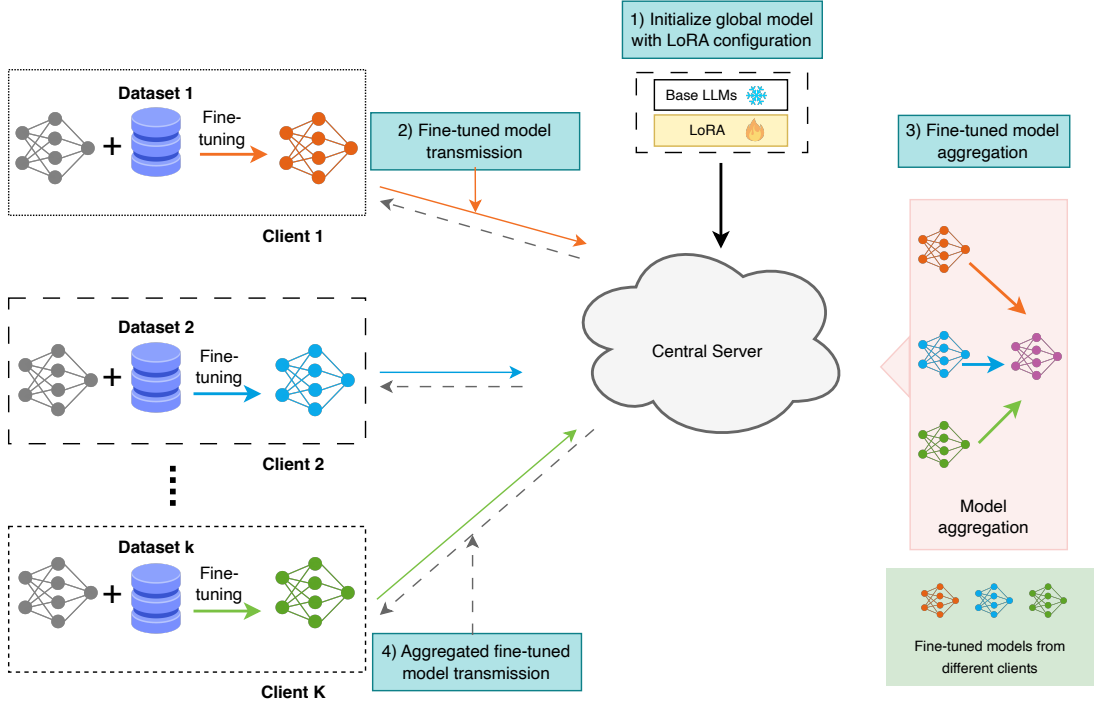 1) Initialize global model
with LoRA configuration
Base LLMs
LoRA
Dataset 1
Fine-
tuning
Client 1
2) Fine-tuned model
transmission
3) Fine-tuned model
aggregation
Dataset 2
Fine-
tuning
Client 2
Central Server
Model
aggregation
Dataset k
Fine-
tuning
Client K
4) Aggregated fine-tuned
model transmission
Fine-tuned models from
different clients